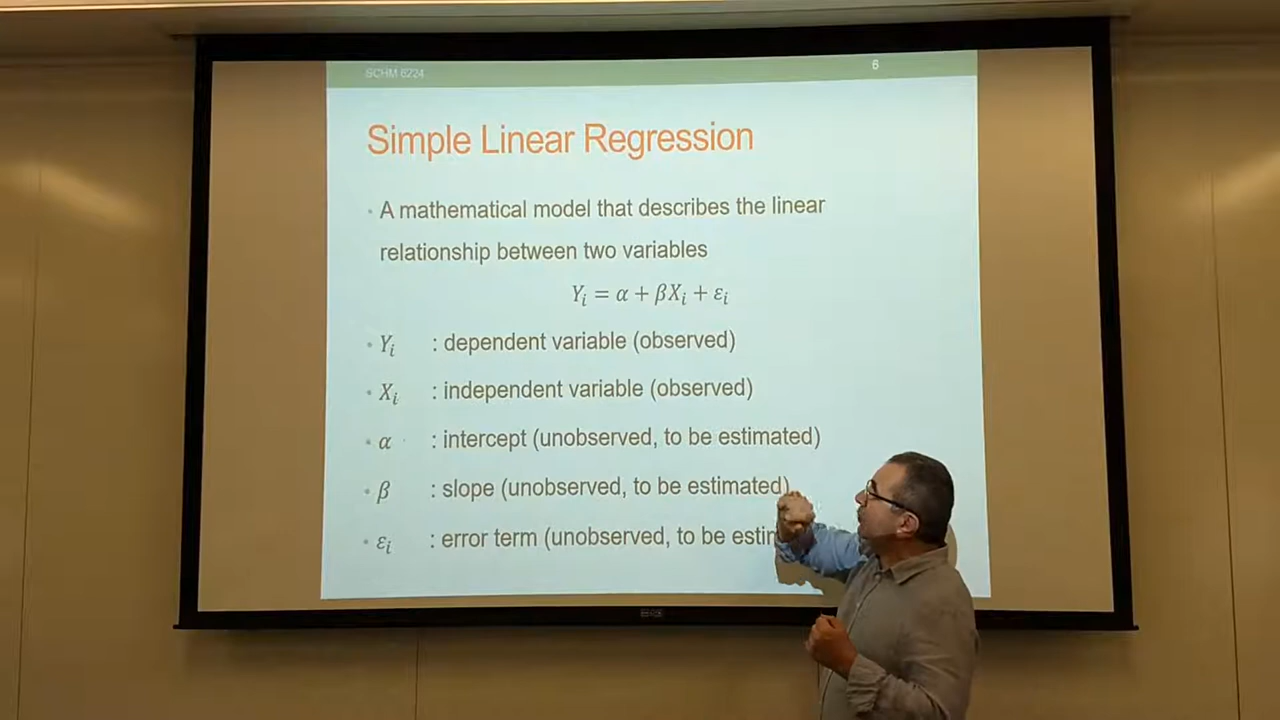 SCHM 6224
6
Simple Linear Regression
• A mathematical model that describes the linear
relationship between two variables
Yᵢ = α + βXᵢ + εᵢ
• Yᵢ : dependent variable (observed)
• Xᵢ : independent variable (observed)
• α : intercept (unobserved, to be estimated)
• β : slope (unobserved, to be estimated)
• εᵢ : error term (unobserved, to be